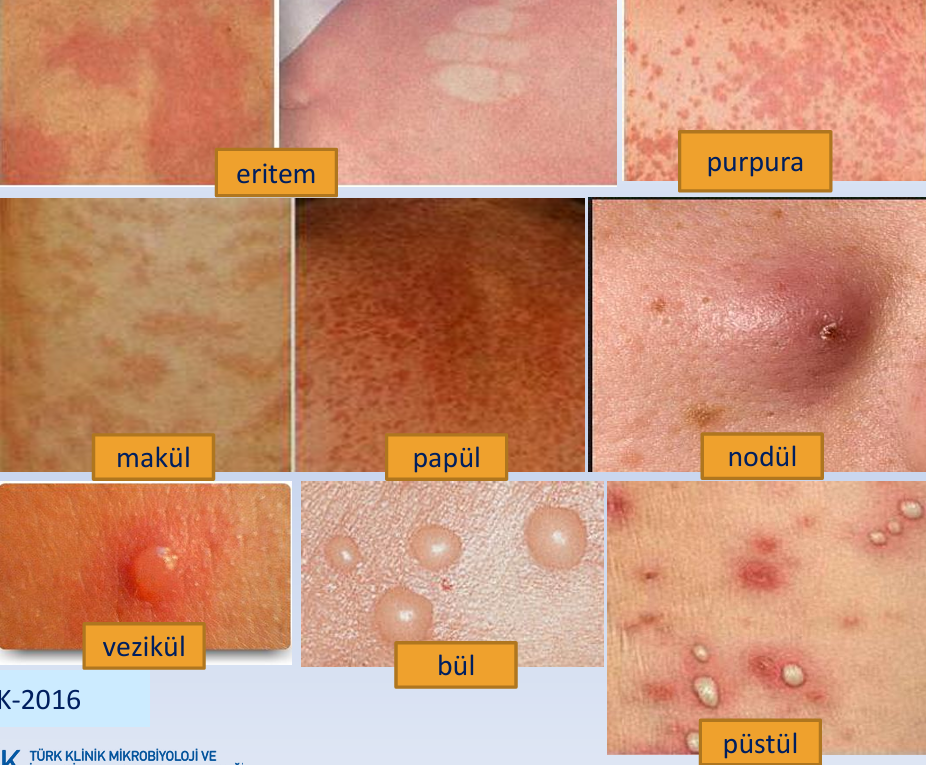 eritem
purpura
makül
papül
nodül
vezikül
bül
püstül
K-2016
K TÜRK KLİNİK MİKROBİYOLOJİ VE